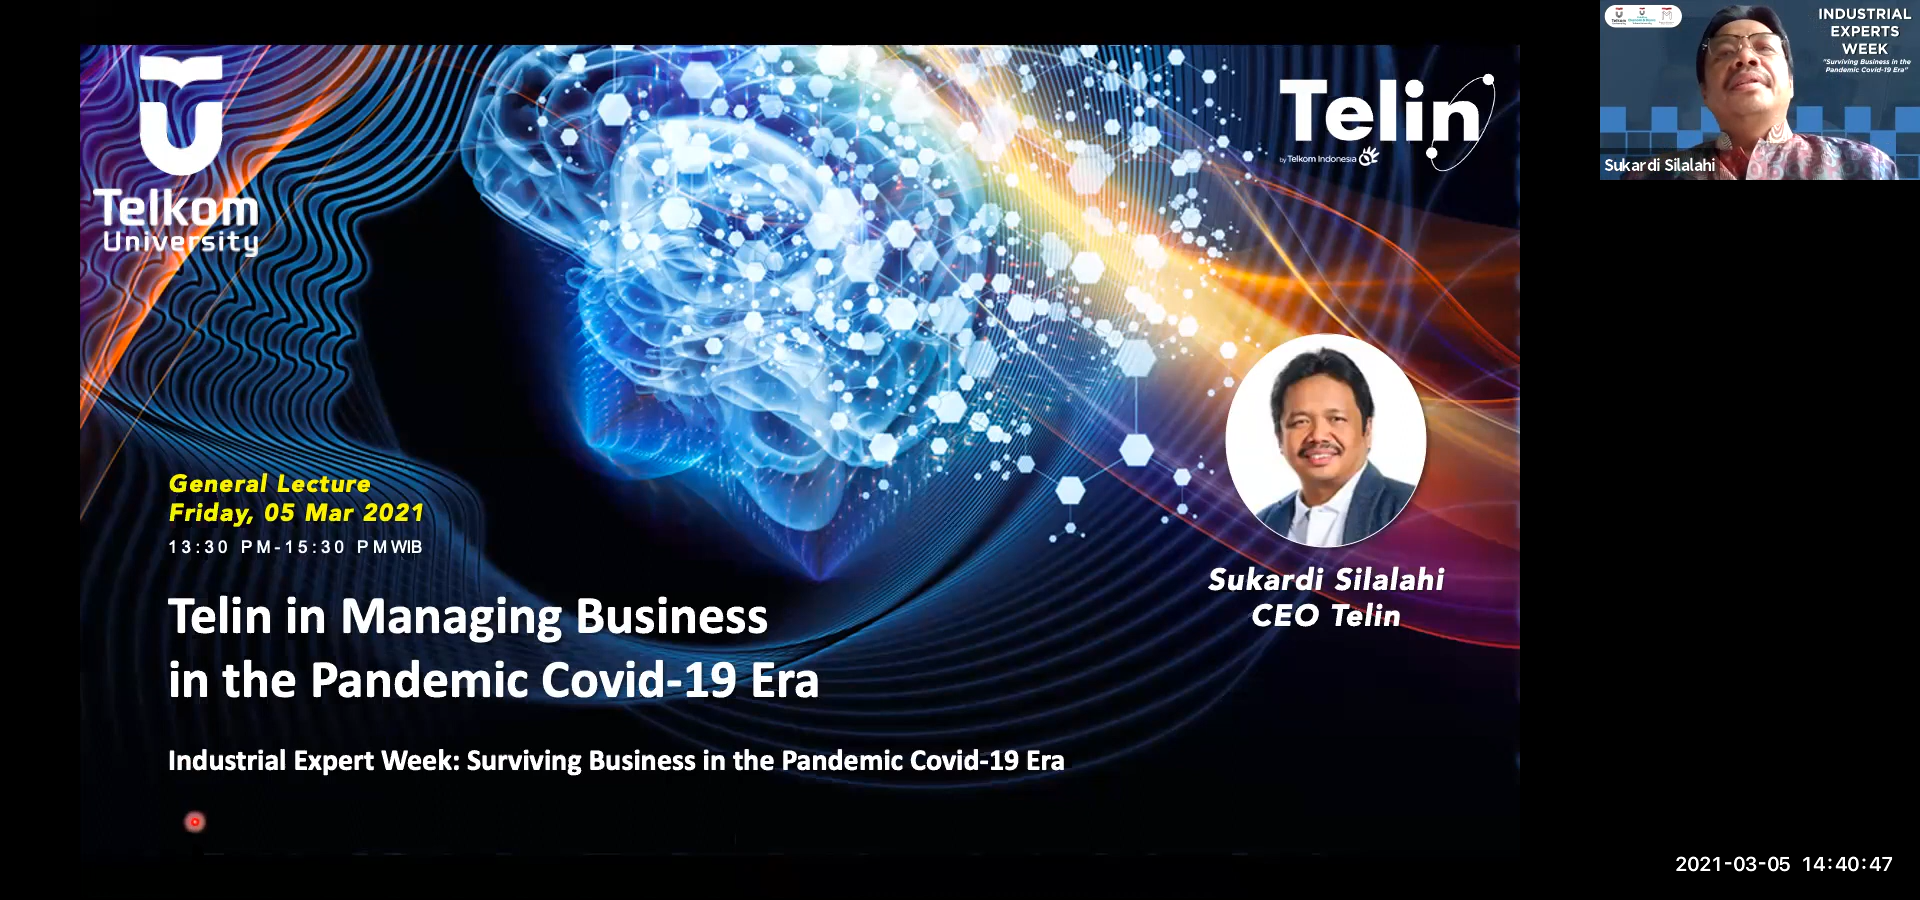 Telkom
University
Telin
by Telkom Indonesia
General Lecture
Friday, 05 Mar 2021
13:30 PM-15:30 PM WIB
Telin in Managing Business
in the Pandemic Covid-19 Era
Industrial Expert Week: Surviving Business in the Pandemic Covid-19 Era
Sukardi Silalahi
CEO Telin
INDUSTRIAL
EXPERTS
WEEK
"Surviving Business in the
Pandemic Covid-19 Era"
Sukardi Silalahi
2021-03-05 14:40:47